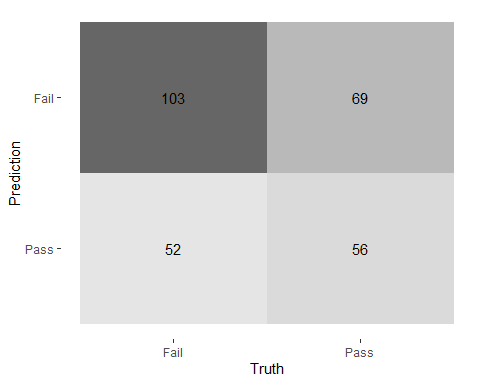 Prediction
Fail
103
69
Pass
52
56
Fail
Pass
Truth